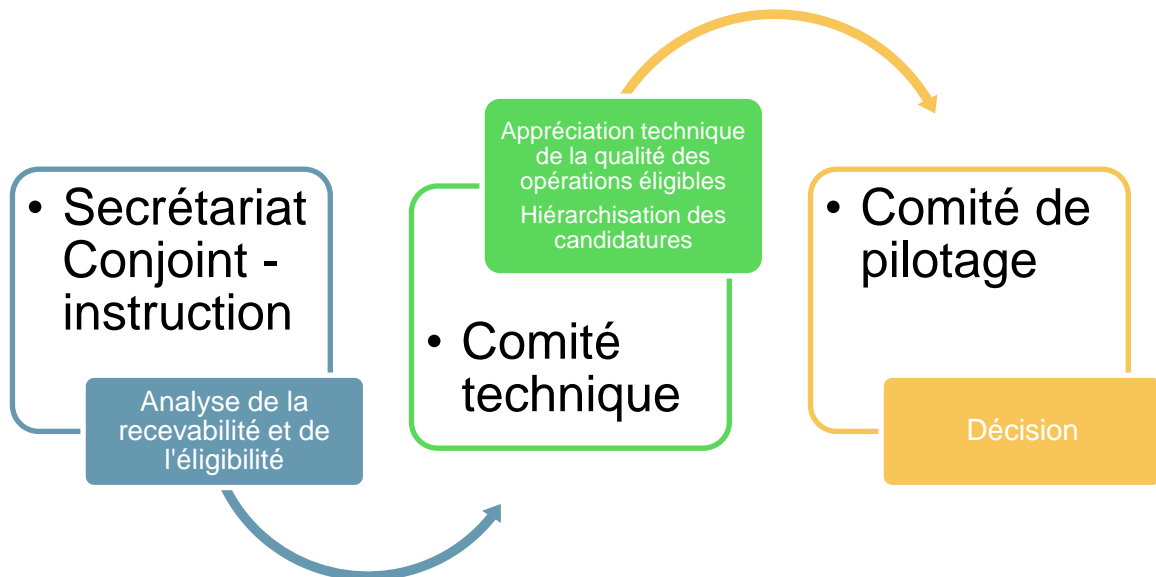 • Secrétariat
Conjoint -
instruction
Analyse de la
recevabilité et de
l'éligibilité
Appréciation technique
de la qualité des
opérations éligibles
Hiérarchisation des
candidatures
• Comité
technique
• Comité de
pilotage
Décision